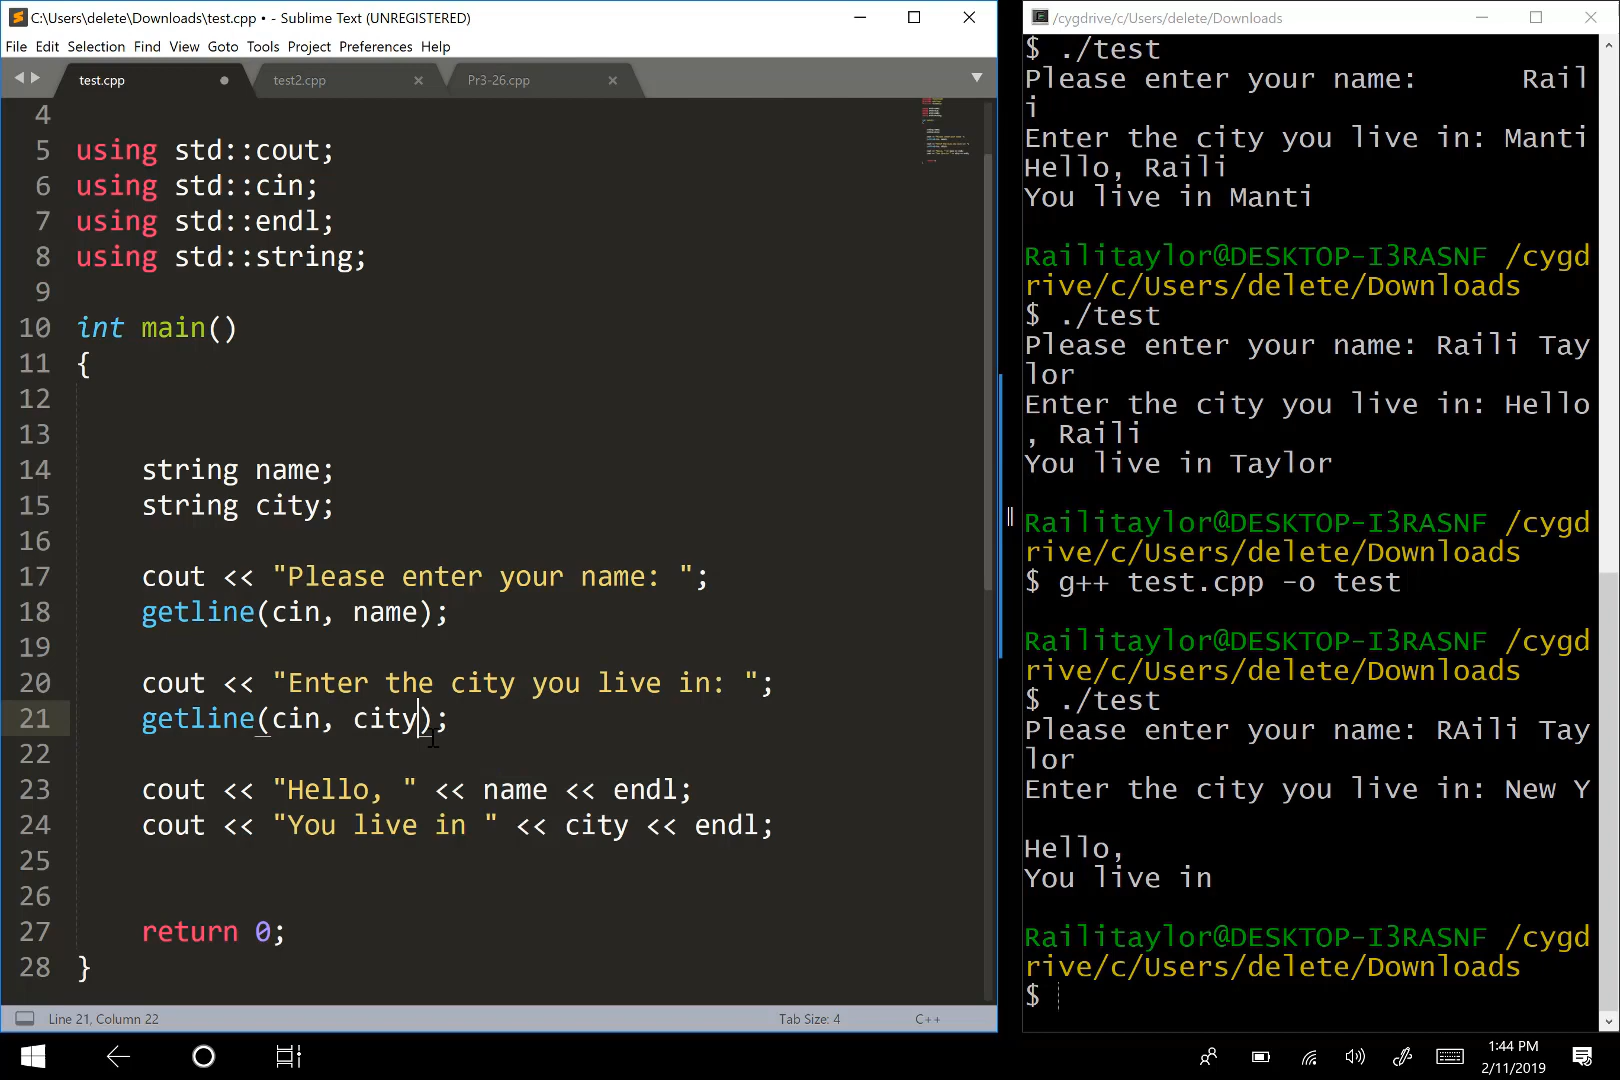 C:\Users\delete\Downloads\test.cpp • - Sublime Text (UNREGISTERED)
File Edit Selection Find View Goto Tools Project Preferences Help
test.cpp test2.cpp Pr3-26.cpp
4
5 using std::cout;
6 using std::cin;
7 using std::endl;
8 using std::string;
9
10 int main()
11 {
12
13
14 string name;
15 string city;
16
17 cout << "Please enter your name: ";
18 getline(cin, name);
19
20 cout << "Enter the city you live in: ";
21 getline(cin, city);
22
23 cout << "Hello, " << name << endl;
24 cout << "You live in " << city << endl;
25
26
27 return 0;
28 }
Line 21, Column 22 Tab Size: 4 C++
/cygdrive/c/Users/delete/Downloads
$ ./test
Please enter your name: Rail
i
Enter the city you live in: Manti
Hello, Raili
You live in Manti
Railitaylor@DESKTOP-I3RASNF /cygd
rive/c/Users/delete/Downloads
$ ./test
Please enter your name: Raili Tay
lor
Enter the city you live in: Hello
, Raili
You live in Taylor
Railitaylor@DESKTOP-I3RASNF /cygd
rive/c/Users/delete/Downloads
$ g++ test.cpp -o test
Railitaylor@DESKTOP-I3RASNF /cygd
rive/c/Users/delete/Downloads
$ ./test
Please enter your name: RAili Tay
lor
Enter the city you live in: New Y
Hello,
You live in
Railitaylor@DESKTOP-I3RASNF /cygd
rive/c/Users/delete/Downloads
$
1:44 PM
2/11/2019